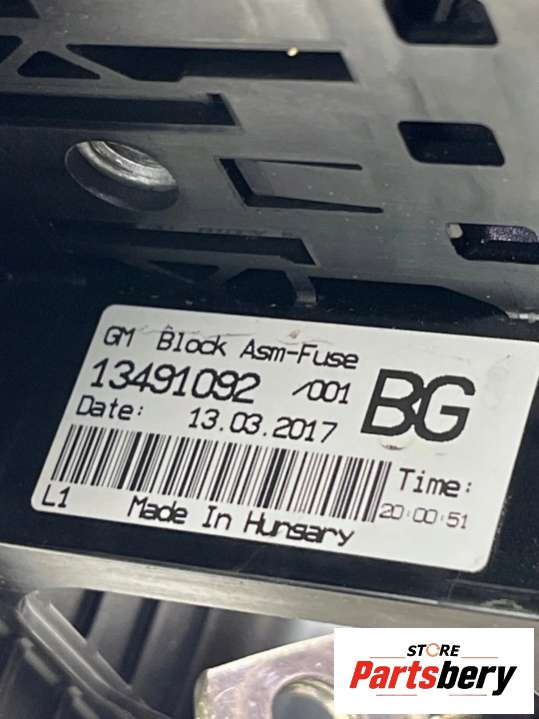 GM Block Asm-Fuse
13491092 /001 BG
Date: 13.03.2017
Time:
20:00:51
L1 Made In Hungary
STORE
Partsbery